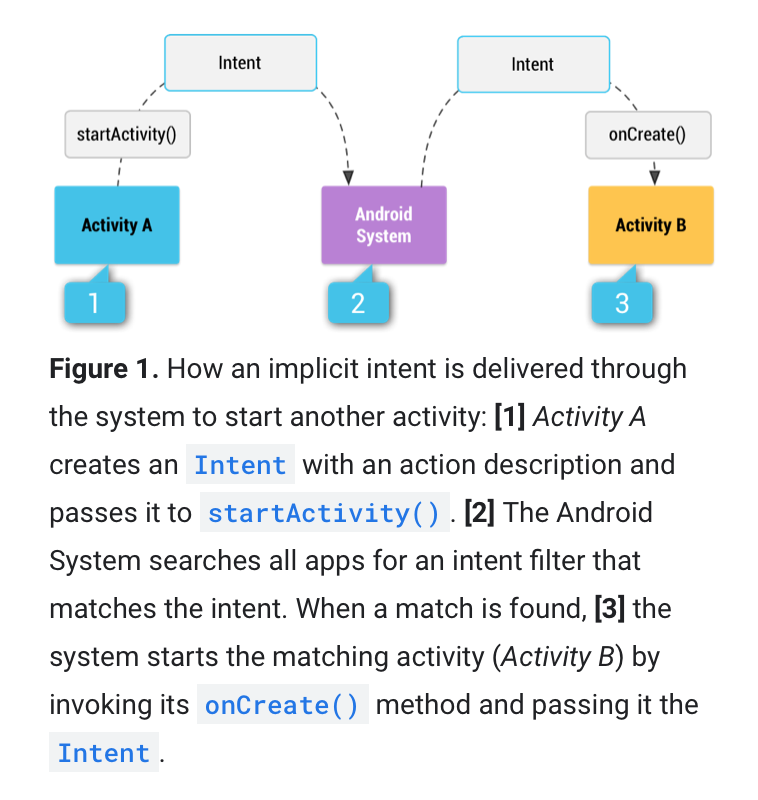 Intent
Intent
startActivity()
onCreate()
Activity A
Android
System
Activity B
1
2
3
Figure 1. How an implicit intent is delivered through
the system to start another activity: [1] Activity A
creates an Intent with an action description and
passes it to startActivity() . [2] The Android
System searches all apps for an intent filter that
matches the intent. When a match is found, [3] the
system starts the matching activity (Activity B) by
invoking its onCreate() method and passing it the
Intent .